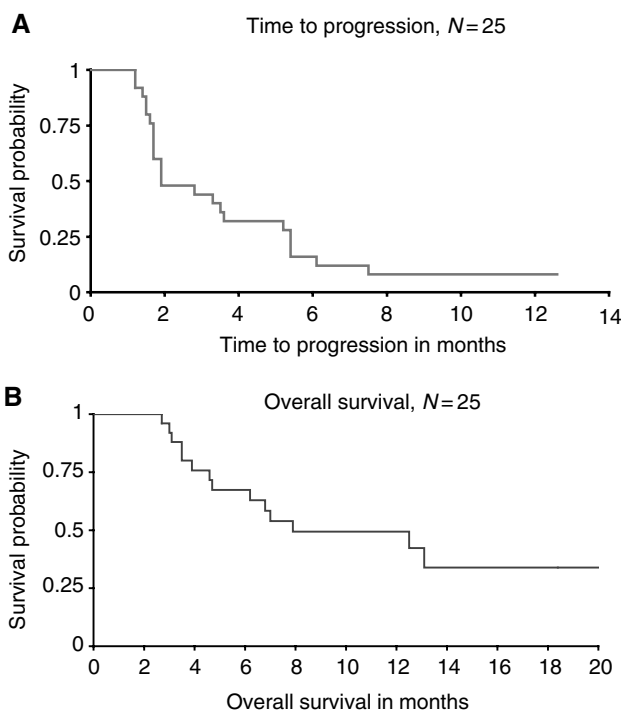 A
Time to progression, N=25
Survival probability
1
0.75
0.5
0.25
0
0 2 4 6 8 10 12 14
Time to progression in months
B
Overall survival, N=25
Survival probability
1
0.75
0.5
0.25
0
0 2 4 6 8 10 12 14 16 18 20
Overall survival in months